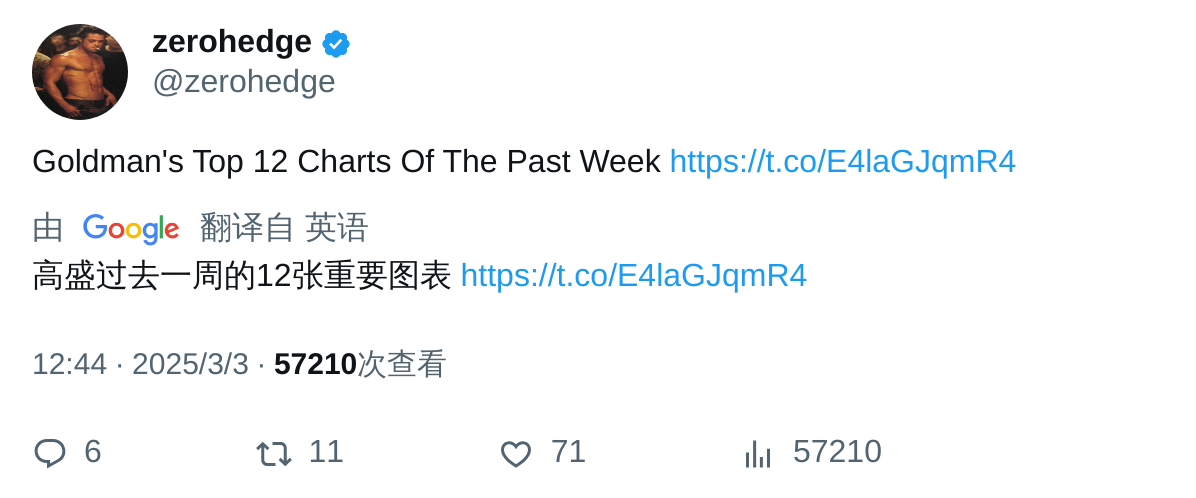 zerohedge
@zerohedge
Goldman's Top 12 Charts Of The Past Week https://t.co/E4laGJqmR4
由 Google 翻译自 英语
高盛过去一周的12张重要图表 https://t.co/E4laGJqmR4
12:44 · 2025/3/3 · 57210次查看
6 11 71 57210